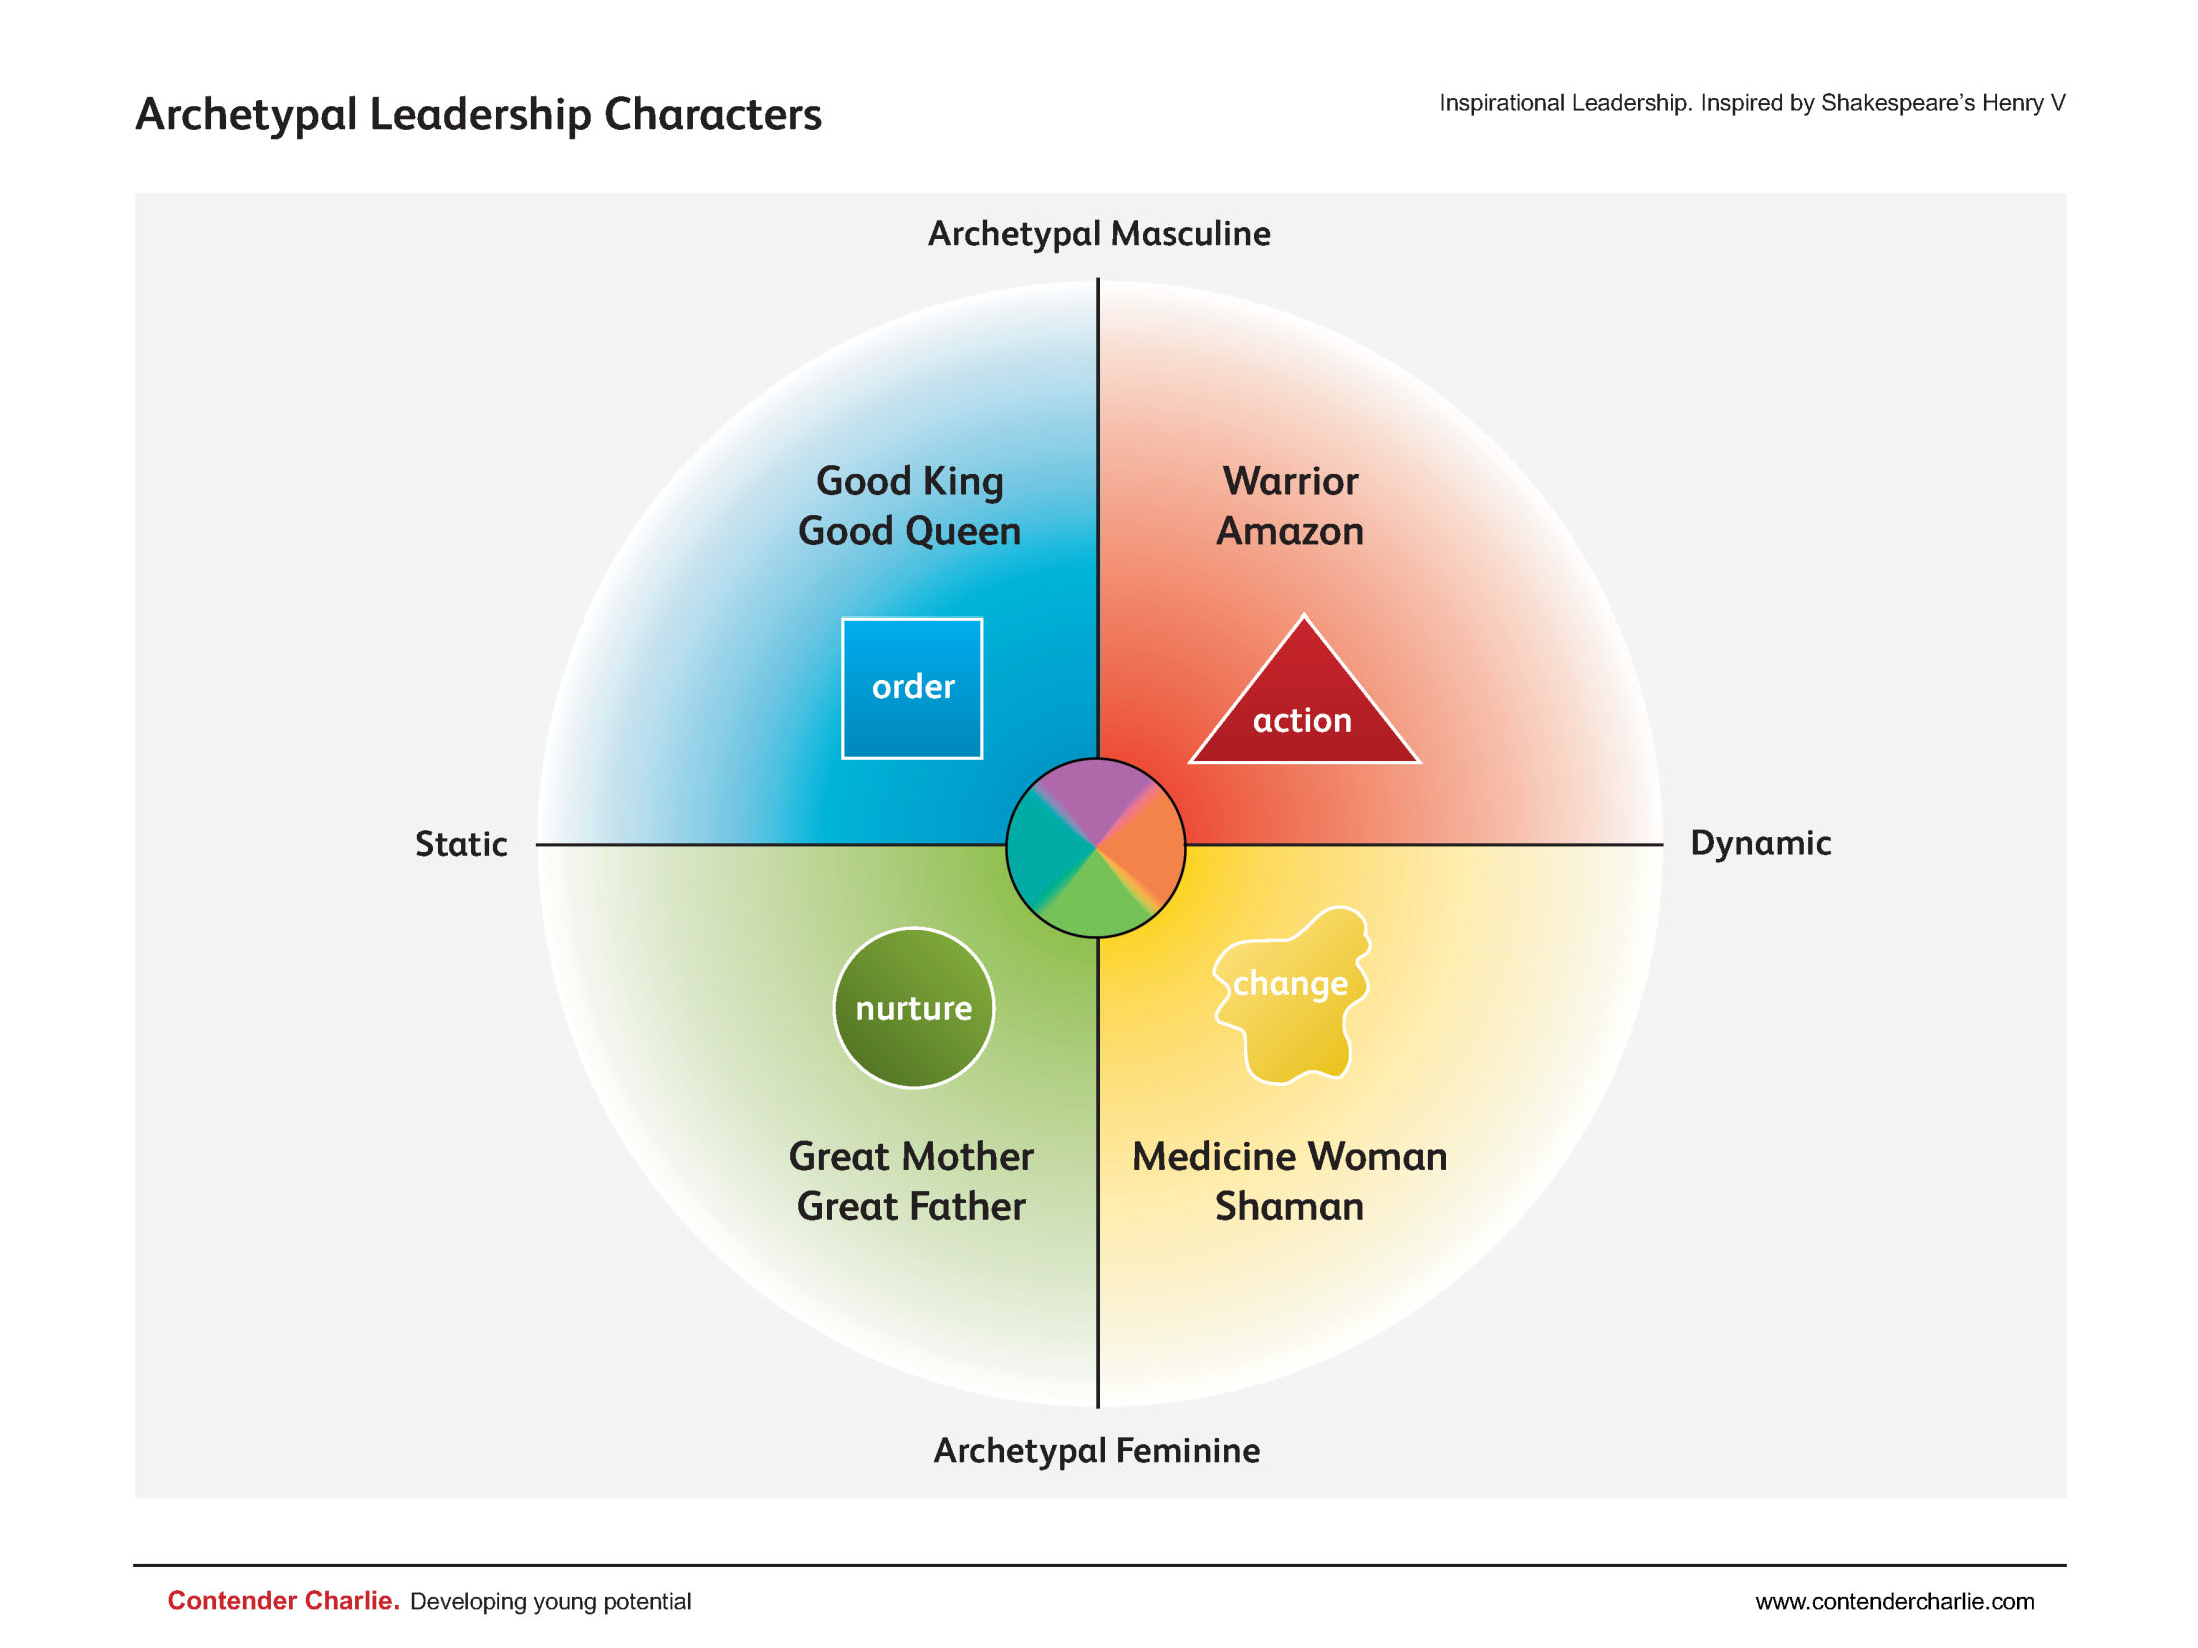 Archetypal Leadership Characters
Inspirational Leadership. Inspired by Shakespeare's Henry V
Archetypal Masculine
Good King
Good Queen
Warrior
Amazon
order
action
Static
Dynamic
nurture
change
Great Mother
Great Father
Medicine Woman
Shaman
Archetypal Feminine
Contender Charlie. Developing young potential
www.contendercharlie.com